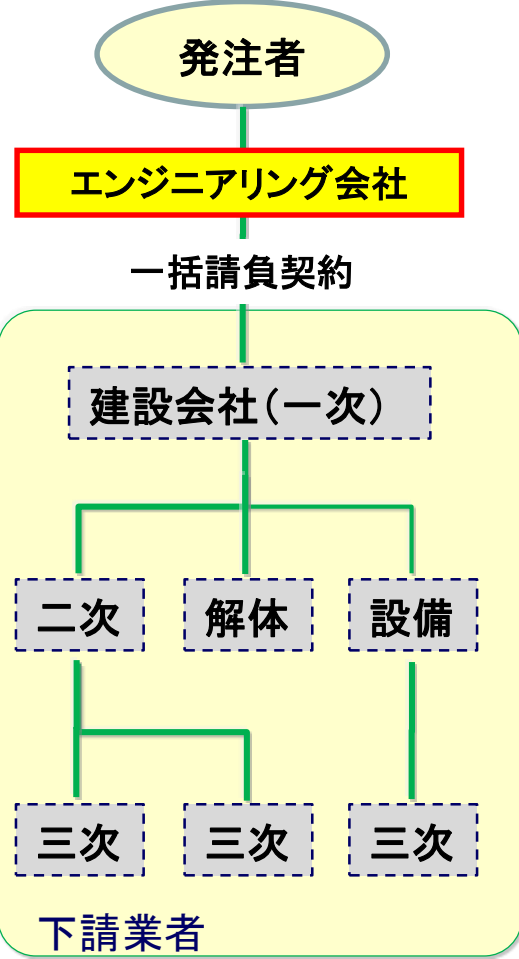 発注者
エンジニアリング会社
一括請負契約
建設会社(一次)
二次
解体
設備
三次
三次
三次
下請業者